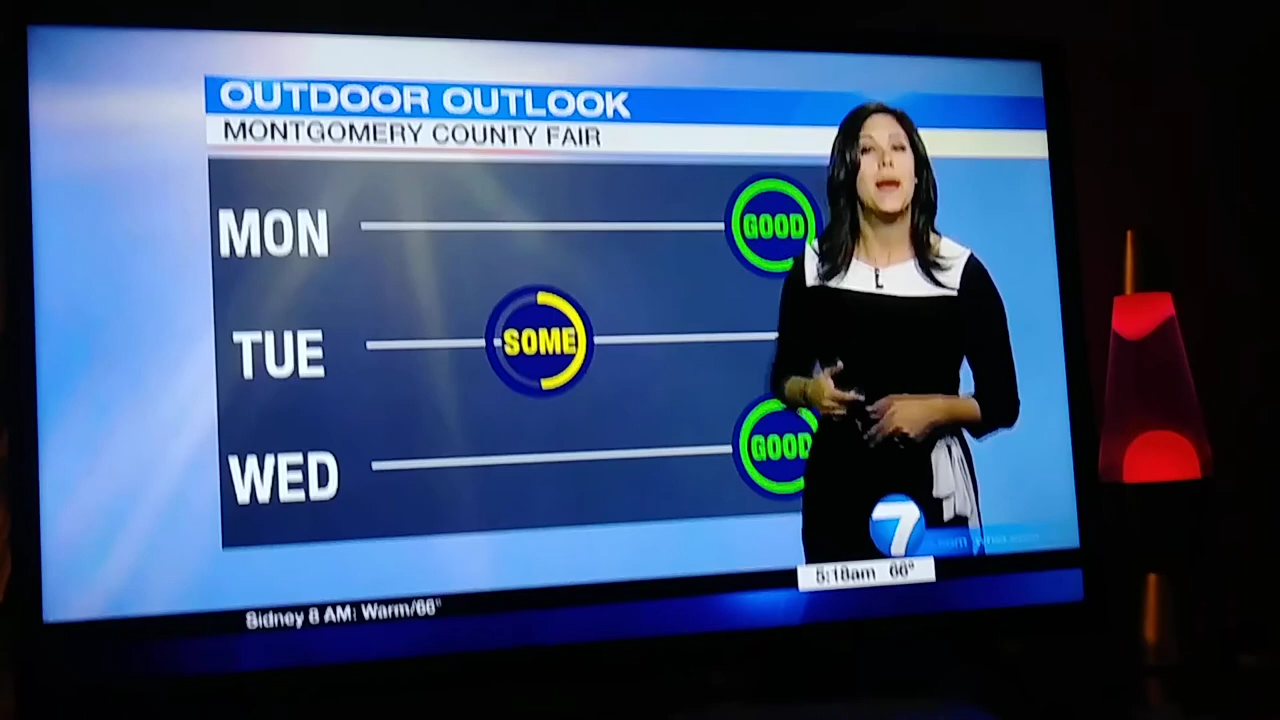 OUTDOOR OUTLOOK
MONTGOMERY COUNTY FAIR
MON
GOOD
TUE
SOME
WED
GOOD
7
5:18am 66°
Sidney 8 AM: Warm/66°